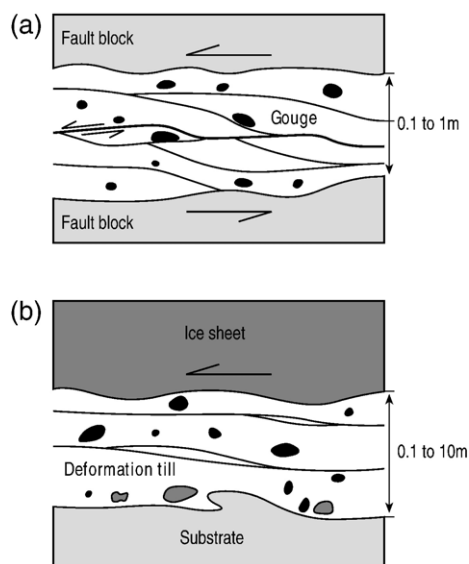 (a)
Fault block
Gouge
0.1 to 1m
Fault block
(b)
Ice sheet
0.1 to 10m
Deformation till
Substrate